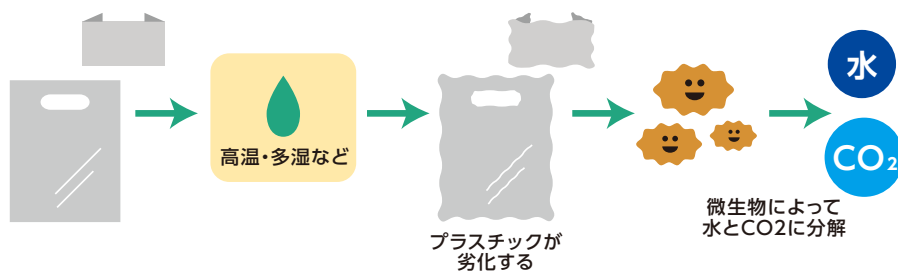 高温・多湿など
プラスチックが
劣化する
微生物によって
水とCO2に分解
水
CO₂